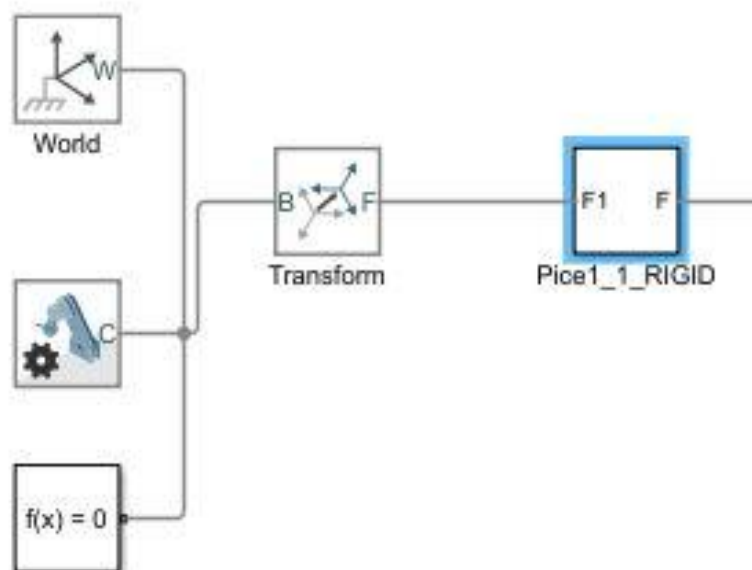 W
World
B
F
Transform
F1
F
Pice1_1_RIGID
C
f(x) = 0